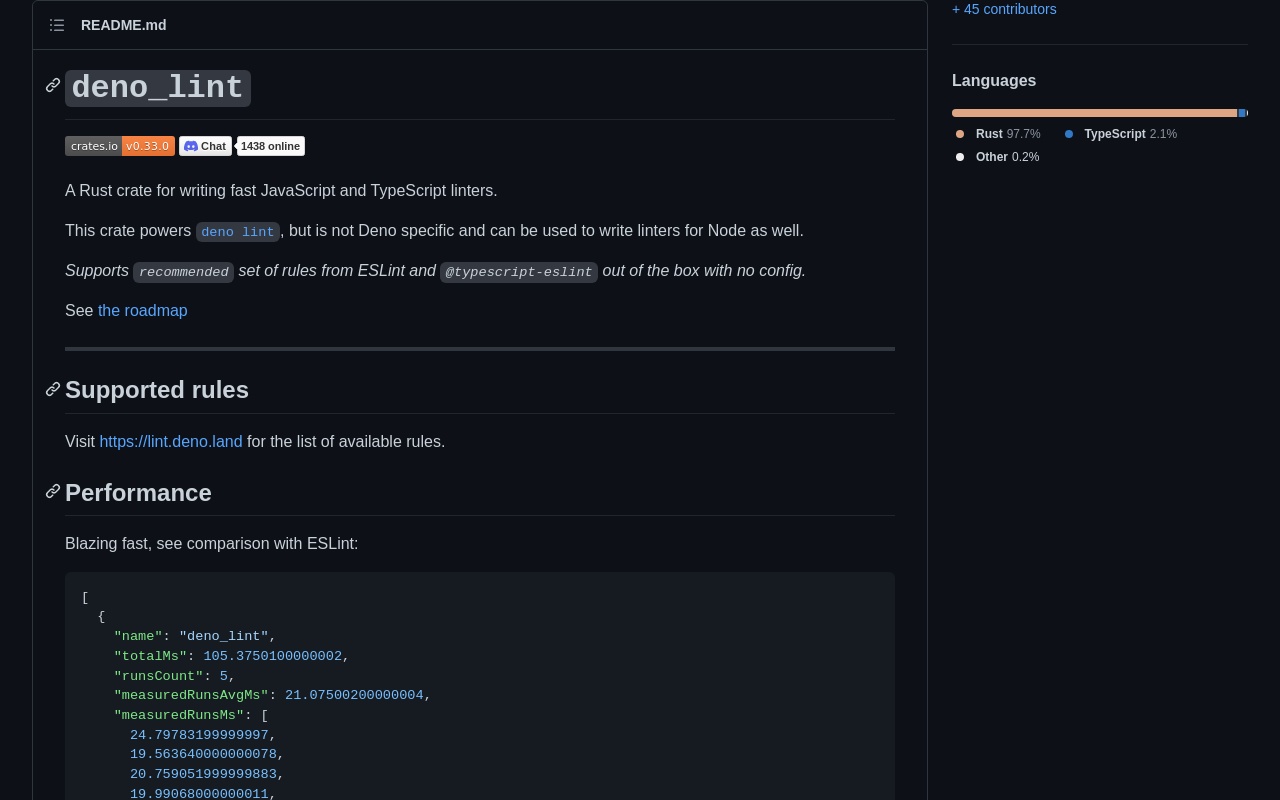 README.md
deno_lint
crates.io v0.33.0 Chat 1438 online
A Rust crate for writing fast JavaScript and TypeScript linters.
This crate powers deno lint, but is not Deno specific and can be used to write linters for Node as well.
Supports recommended set of rules from ESLint and @typescript-eslint out of the box with no config.
See the roadmap
Supported rules
Visit https://lint.deno.land for the list of available rules.
Performance
Blazing fast, see comparison with ESLint:
[
  {
    "name": "deno_lint",
    "totalMs": 105.3750100000002,
    "runsCount": 5,
    "measuredRunsAvgMs": 21.07500200000004,
    "measuredRunsMs": [
      24.79783199999997,
      19.563640000000078,
      20.759051999999883,
      19.99068000000011,
+ 45 contributors
Languages
Rust 97.7% TypeScript 2.1%
Other 0.2%